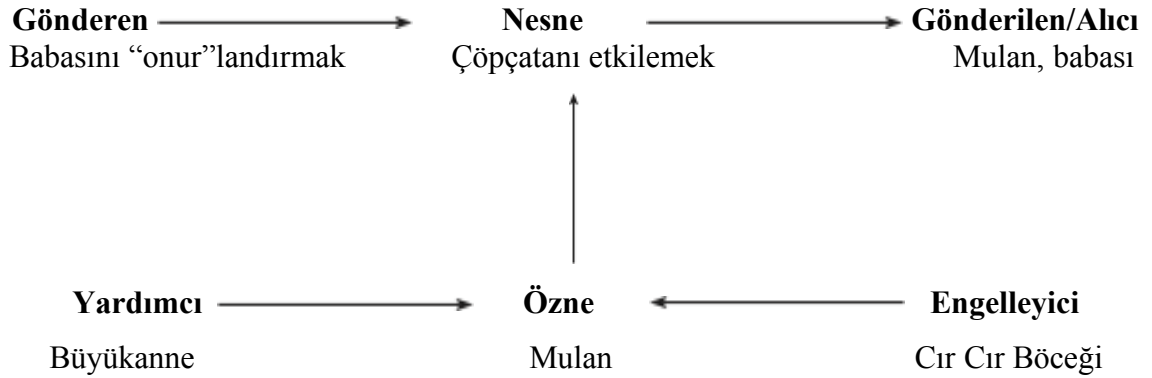 Gönderen Nesne Gönderilen/Alıcı
Babasını “onur”landırmak Çöpçatanı etkilemek Mulan, babası
Yardımcı Özne Engelleyici
Büyükanne Mulan Cır Cır Böceği